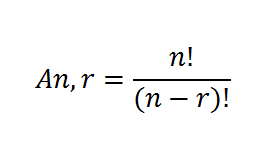 An, r = n! / (n − r)!